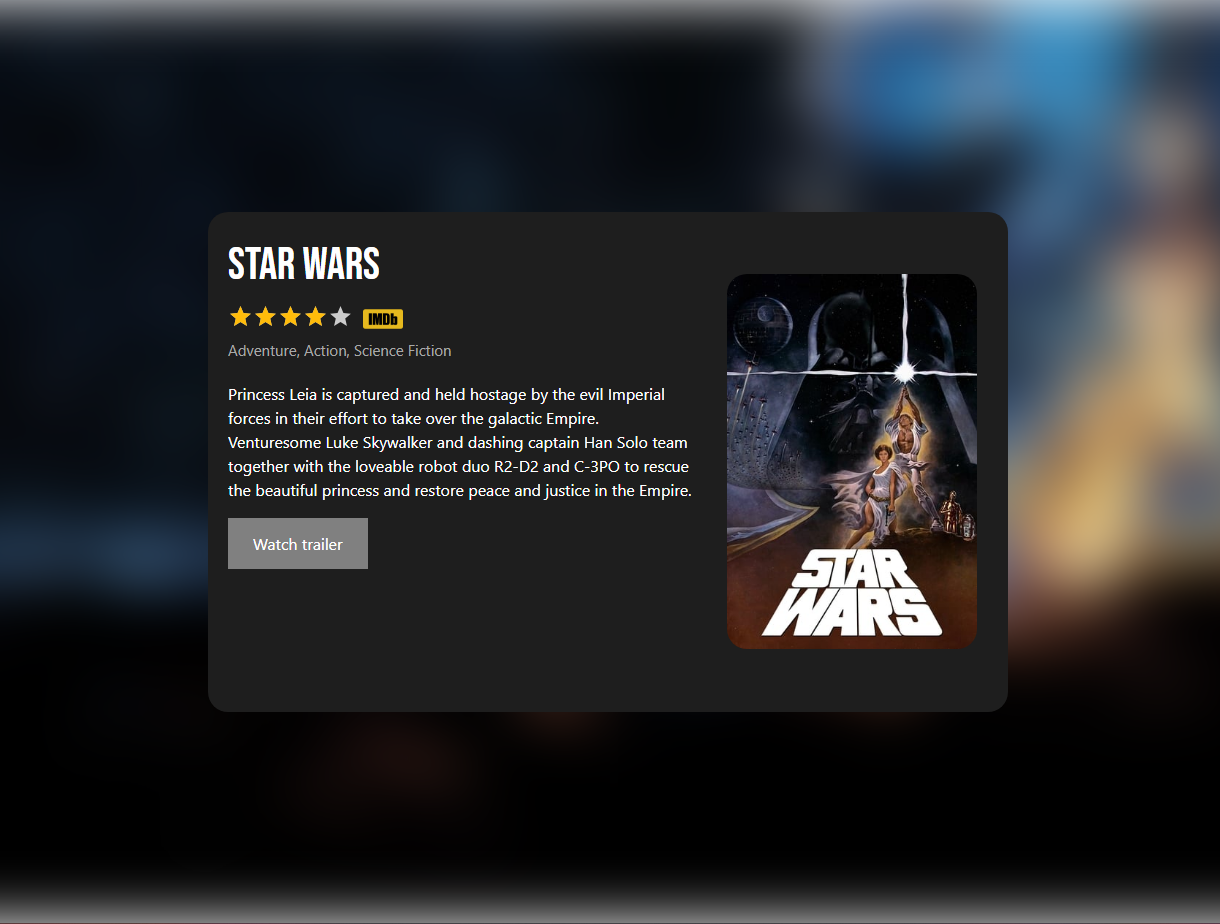 STAR WARS
IMDb
Adventure, Action, Science Fiction
Princess Leia is captured and held hostage by the evil Imperial
forces in their effort to take over the galactic Empire.
Venturesome Luke Skywalker and dashing captain Han Solo team
together with the loveable robot duo R2-D2 and C-3PO to rescue
the beautiful princess and restore peace and justice in the Empire.
Watch trailer
STAR
WARS